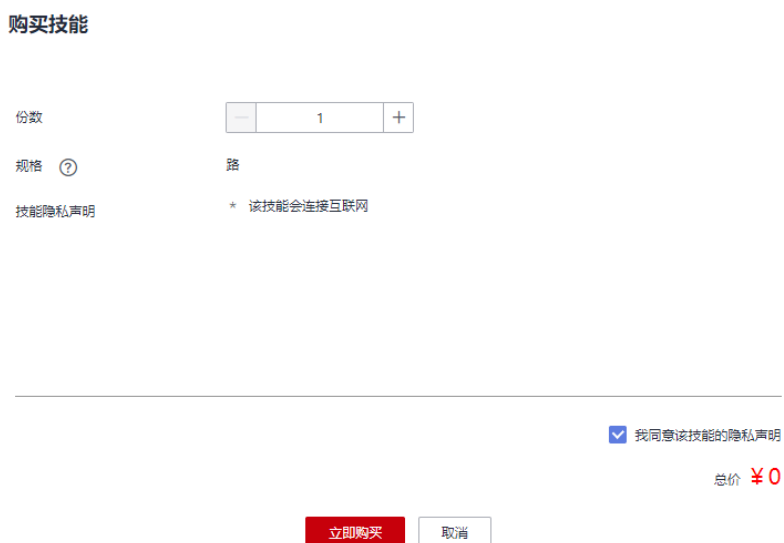 购买技能
份数 1
规格 ? 路
技能隐私声明 * 该技能会连接互联网
我同意该技能的隐私声明
总价 ¥0
立即购买 取消